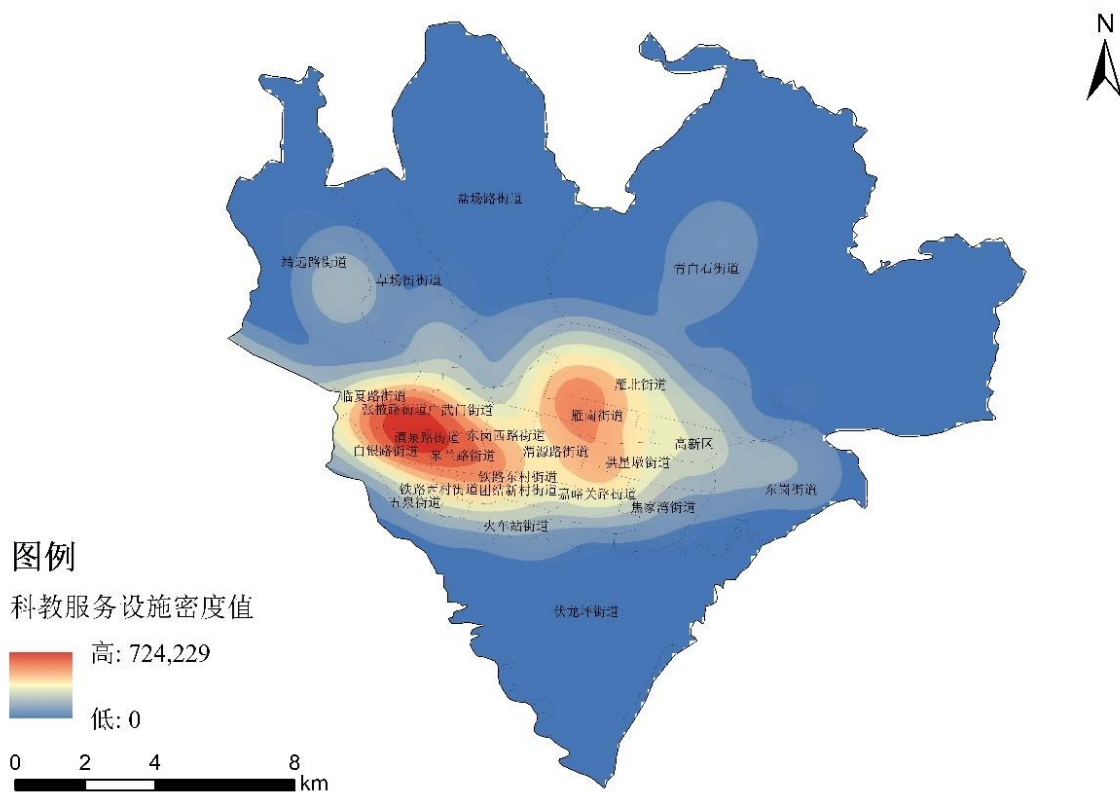 N
盐场路街道
靖远路街道
草场街街道
青白石街道
临夏路街道
雁北街道
张掖路街道
广武门街道
雁南街道
酒泉路街道
东岗西路街道
高新区
白银路街道
皋兰路街道
渭源路街道
拱星墩街道
铁路东村街道
铁路西村街道
团结新村街道
嘉峪关路街道
东岗街道
五泉街道
焦家湾街道
火车站街道
伏龙坪街道
图例
科教服务设施密度值
高: 724,229
低: 0
0 2 4 8
km